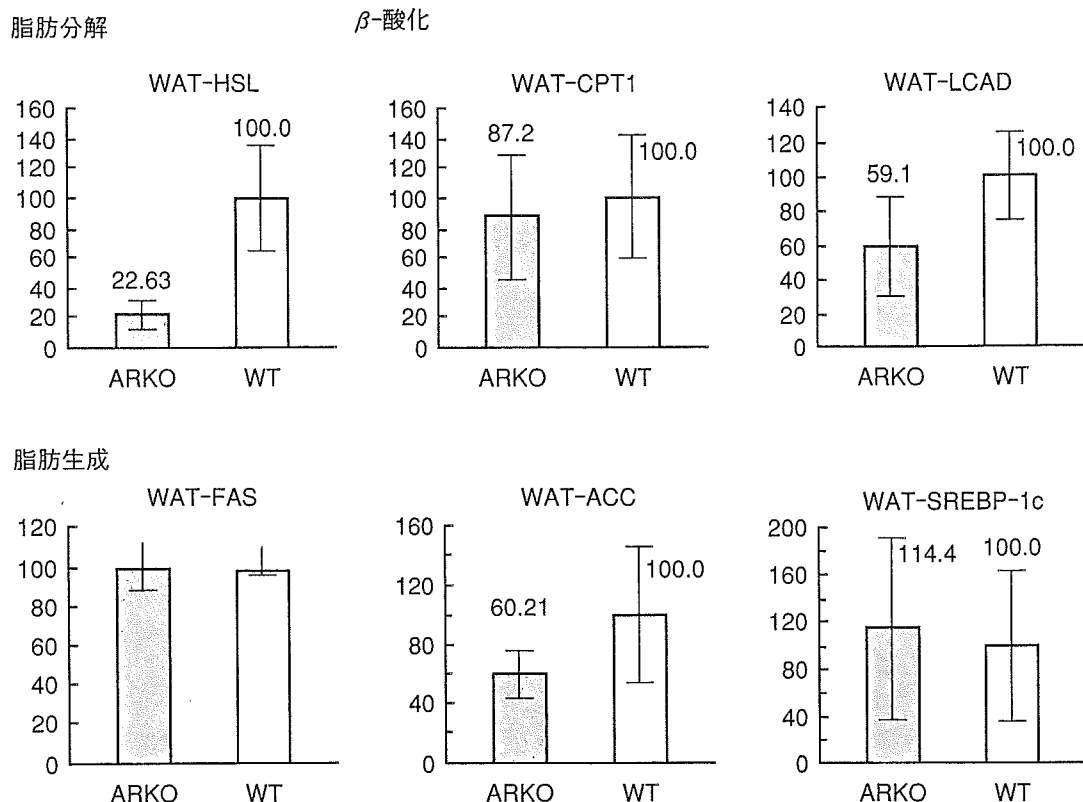 脂肪分解
β-酸化
WAT-HSL
160
140
120
100
80
60
40
20
0
22.63
100.0
ARKO
WT
WAT-CPT1
160
140
120
100
80
60
40
20
0
87.2
100.0
ARKO
WT
WAT-LCAD
140
120
100
80
60
40
20
0
59.1
100.0
ARKO
WT
脂肪生成
WAT-FAS
120
100
80
60
40
20
0
ARKO
WT
WAT-ACC
160
120
80
40
0
60.21
100.0
ARKO
WT
WAT-SREBP-1c
200
160
120
80
40
0
114.4
100.0
ARKO
WT